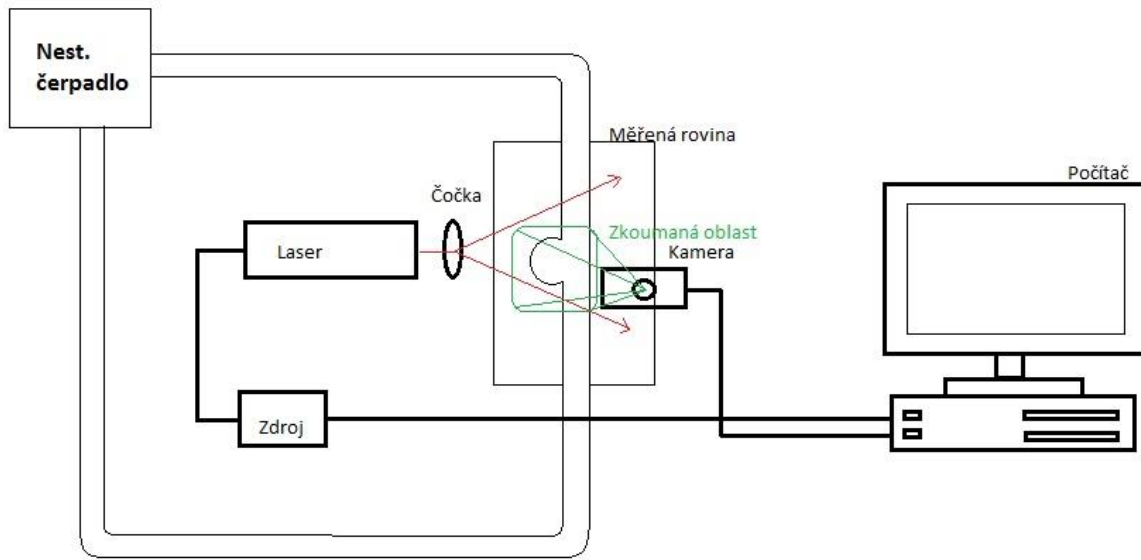 Nest.
čerpadlo
Měřená rovina
Počítač
Čočka
Zkoumaná oblast
Laser
Kamera
Zdroj